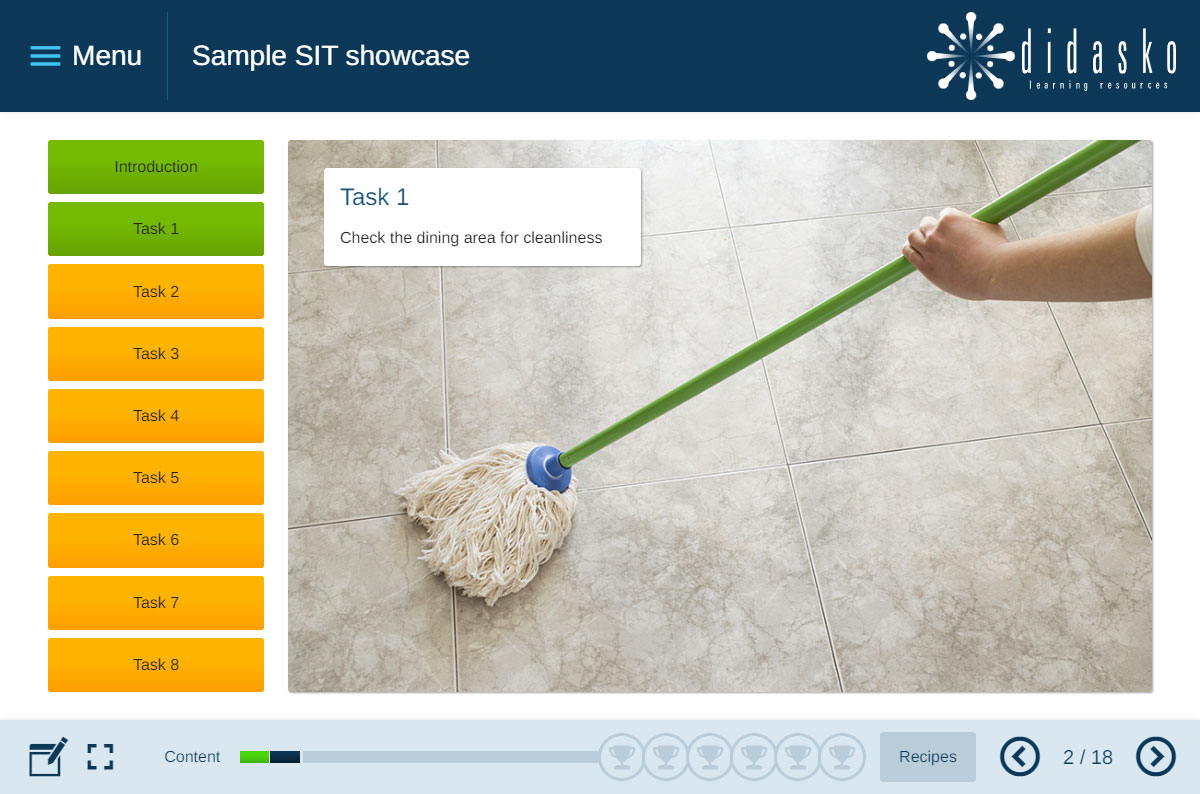 Menu
Sample SIT showcase
didasko
learning resources
Introduction
Task 1
Task 2
Task 3
Task 4
Task 5
Task 6
Task 7
Task 8
Task 1
Check the dining area for cleanliness
Content
Recipes
2 / 18